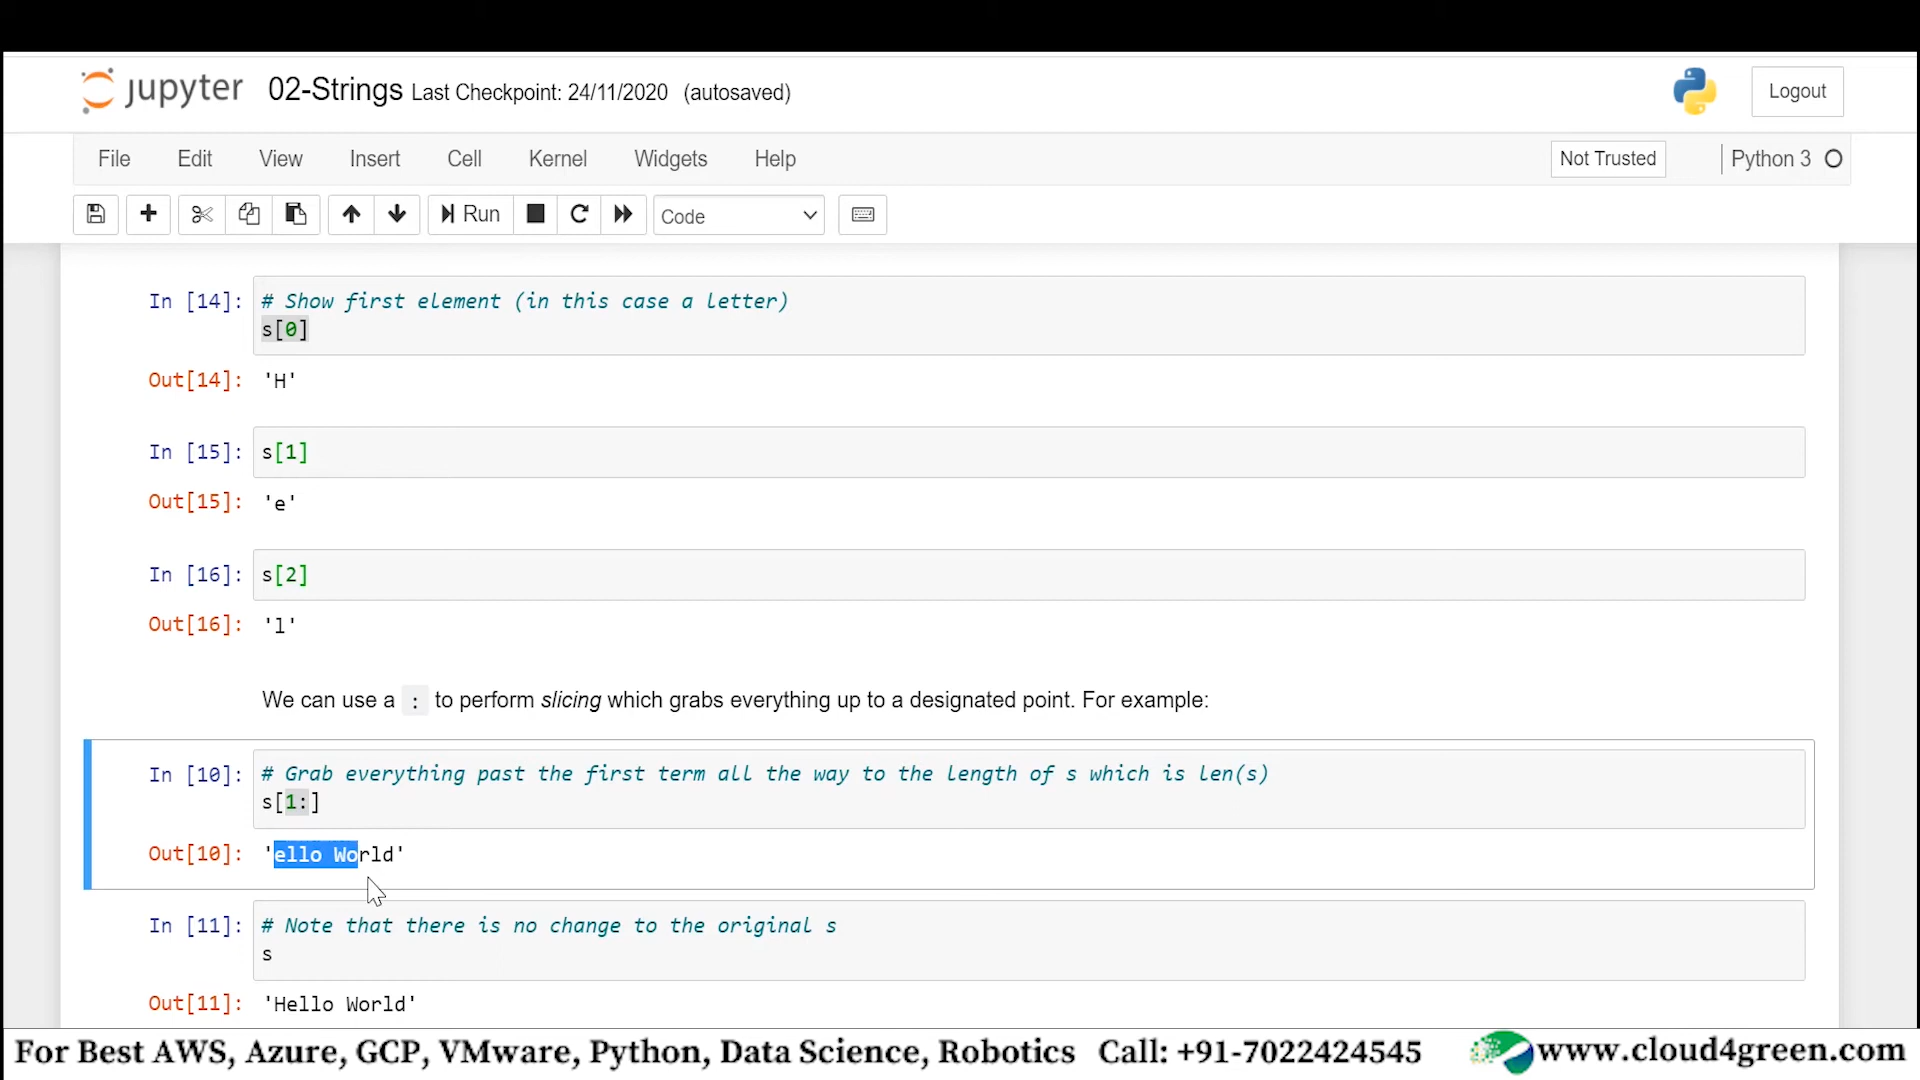 jupyter 02-Strings Last Checkpoint: 24/11/2020 (autosaved)
Logout
File Edit View Insert Cell Kernel Widgets Help
Not Trusted
Python 3
Run
Code
In [14]: # Show first element (in this case a letter)
s[0]
Out[14]: 'H'
In [15]: s[1]
Out[15]: 'e'
In [16]: s[2]
Out[16]: 'l'
We can use a : to perform slicing which grabs everything up to a designated point. For example:
In [10]: # Grab everything past the first term all the way to the length of s which is len(s)
s[1:]
Out[10]: 'ello World'
In [11]: # Note that there is no change to the original s
s
Out[11]: 'Hello World'
For Best AWS, Azure, GCP, VMware, Python, Data Science, Robotics Call: +91-7022424545 www.cloud4green.com